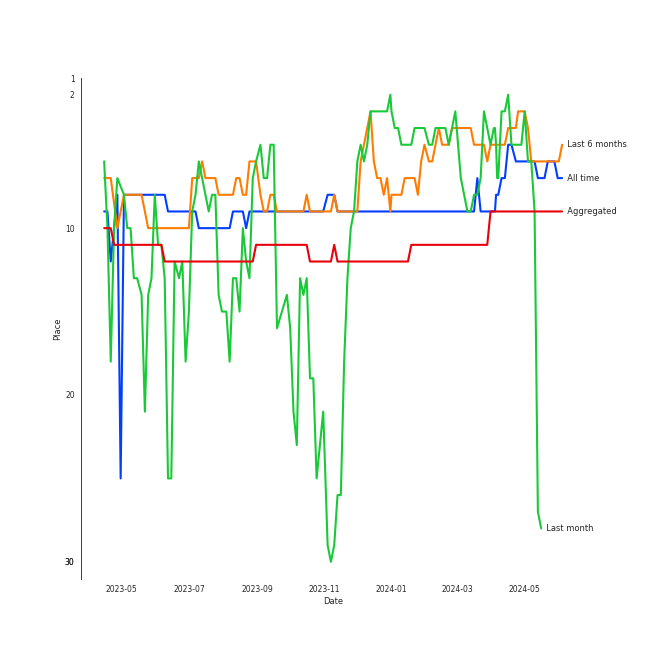 1
2
Last 6 months
All time
Aggregated
10
Place
20
Last month
30
2023-05 2023-07 2023-09 2023-11 2024-01 2024-03 2024-05
Date